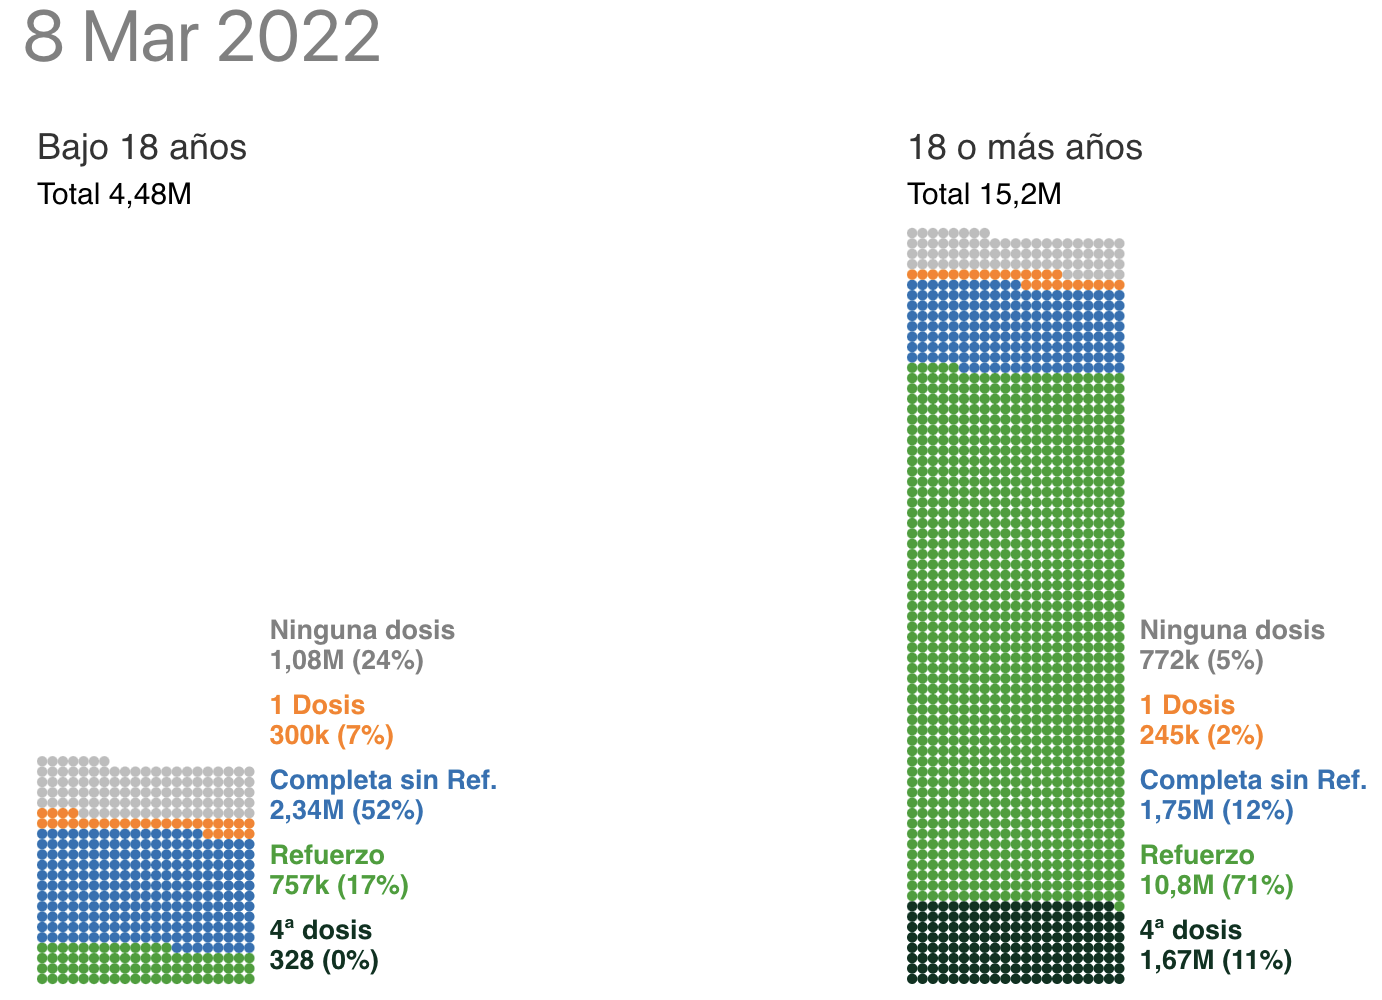 8 Mar 2022
Bajo 18 años
Total 4,48M
Ninguna dosis
1,08M (24%)
1 Dosis
300k (7%)
Completa sin Ref.
2,34M (52%)
Refuerzo
757k (17%)
4ª dosis
328 (0%)
18 o más años
Total 15,2M
Ninguna dosis
772k (5%)
1 Dosis
245k (2%)
Completa sin Ref.
1,75M (12%)
Refuerzo
10,8M (71%)
4ª dosis
1,67M (11%)